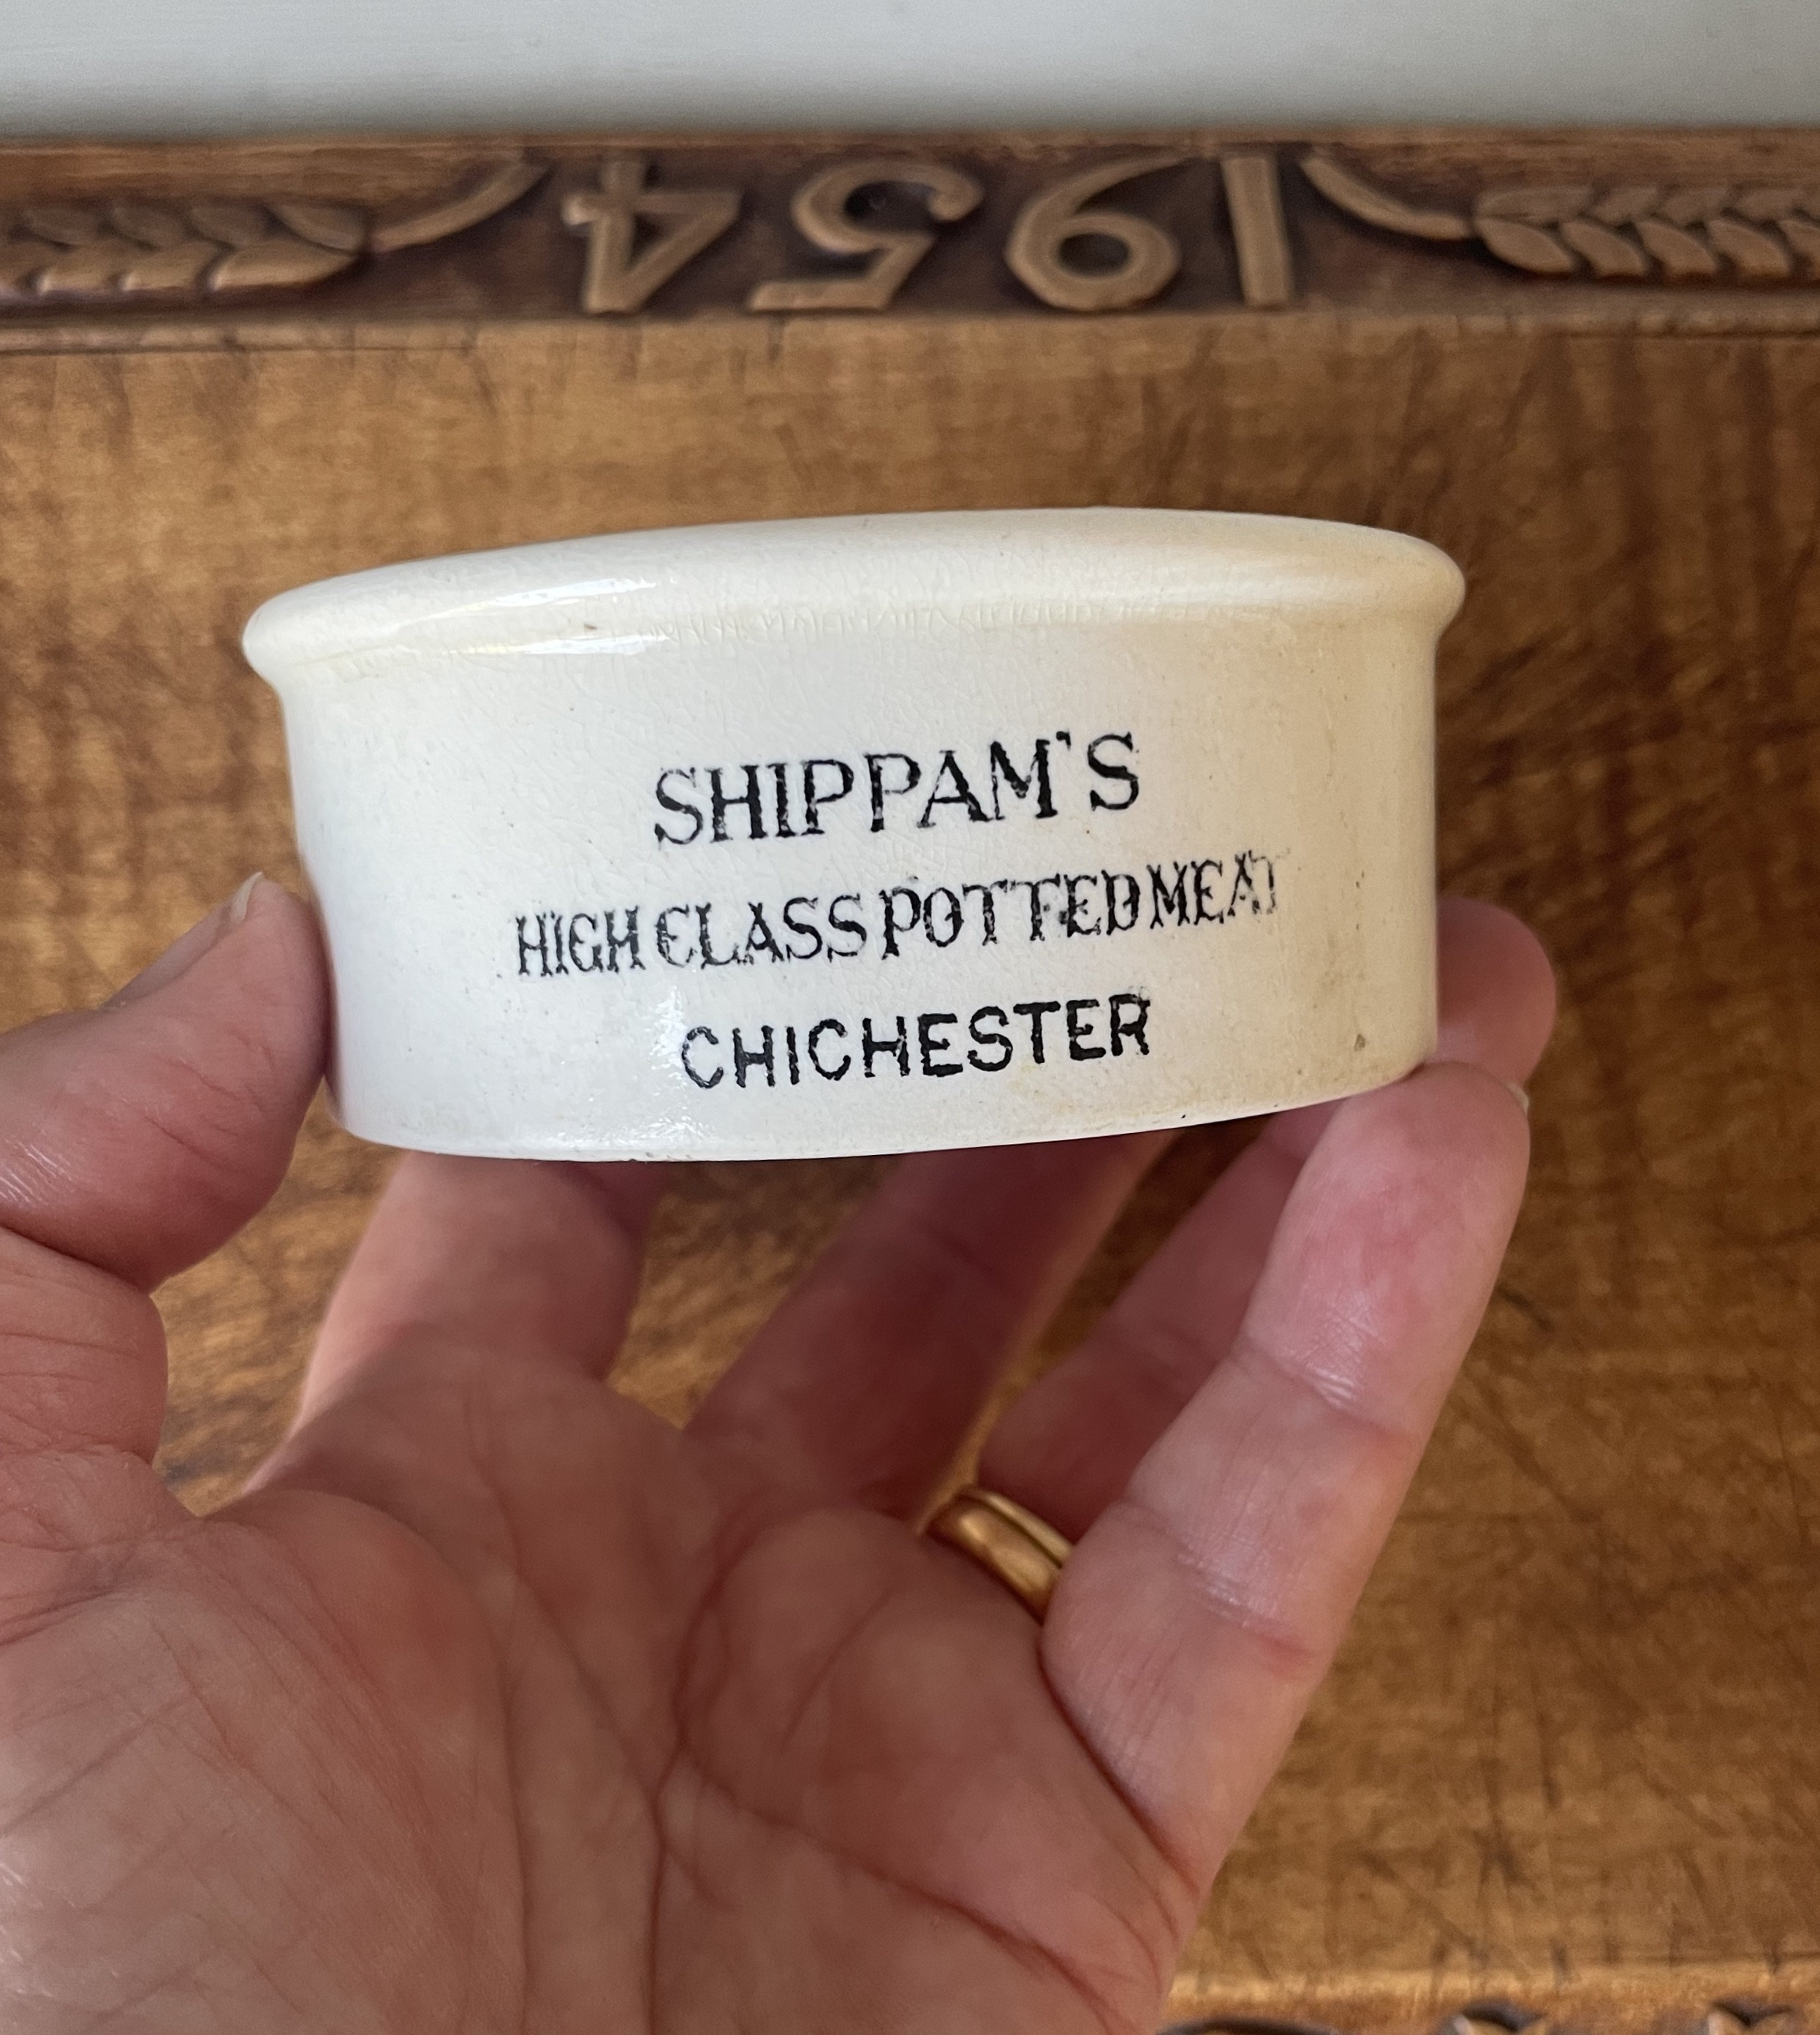 1954
SHIPPAM'S
HIGH CLASS POTTED MEAT
CHICHESTER